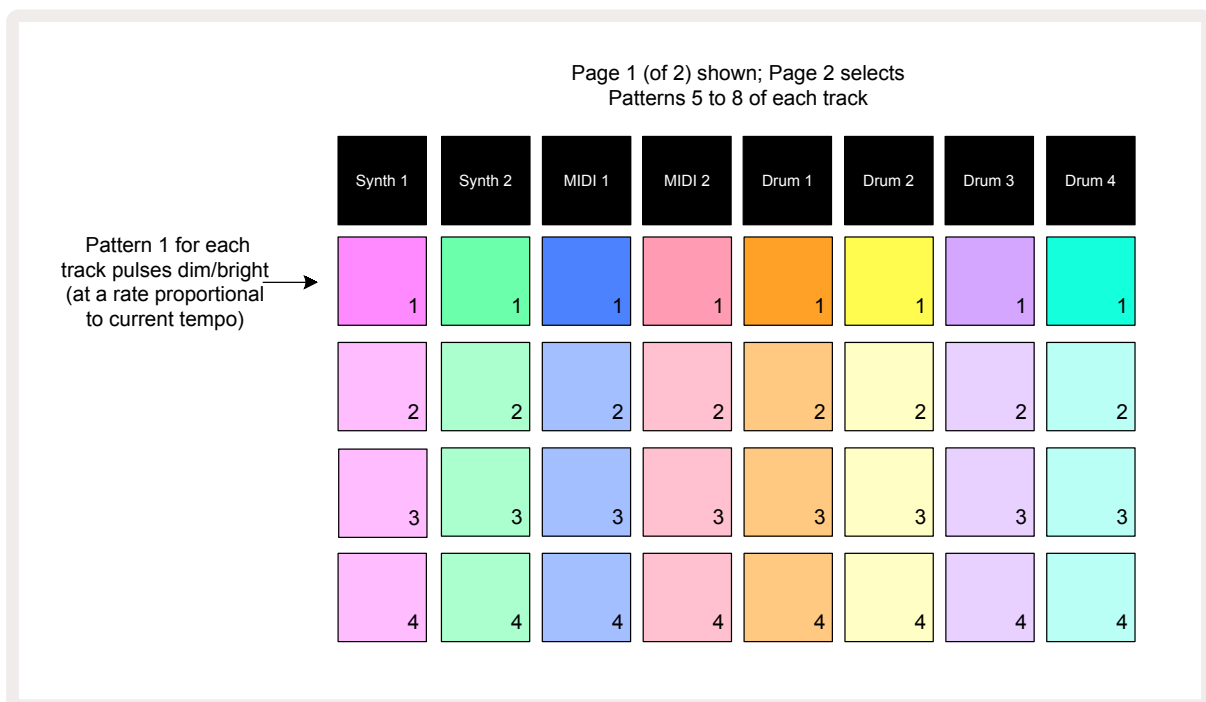 Page 1 (of 2) shown; Page 2 selects
Patterns 5 to 8 of each track
Synth 1 Synth 2 MIDI 1 MIDI 2 Drum 1 Drum 2 Drum 3 Drum 4
Pattern 1 for each
track pulses dim/bright
(at a rate proportional
to current tempo)
1 1 1 1 1 1 1 1
2 2 2 2 2 2 2 2
3 3 3 3 3 3 3 3
4 4 4 4 4 4 4 4